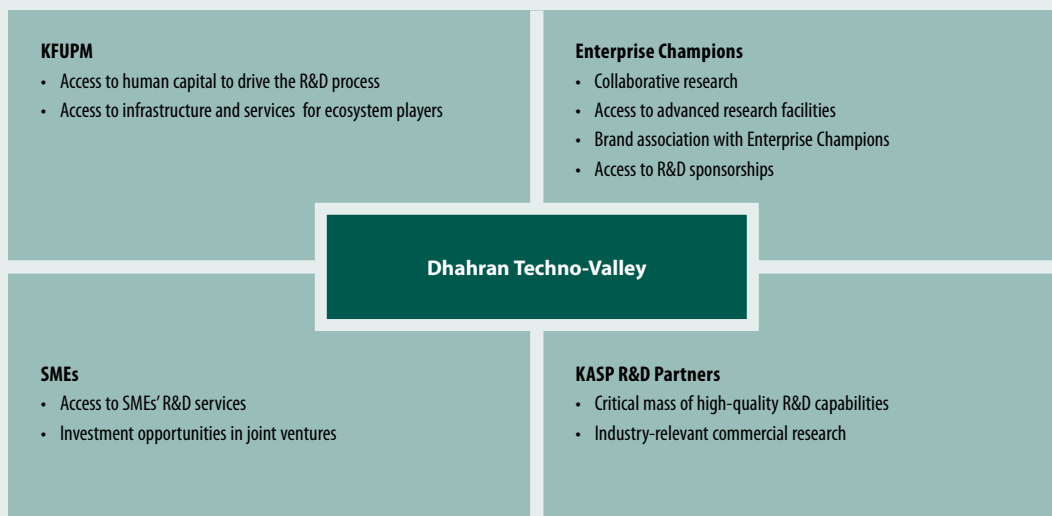 KFUPM
• Access to human capital to drive the R&D process
• Access to infrastructure and services for ecosystem players
Enterprise Champions
• Collaborative research
• Access to advanced research facilities
• Brand association with Enterprise Champions
• Access to R&D sponsorships
Dhahran Techno-Valley
SMEs
• Access to SMEs' R&D services
• Investment opportunities in joint ventures
KASP R&D Partners
• Critical mass of high-quality R&D capabilities
• Industry-relevant commercial research